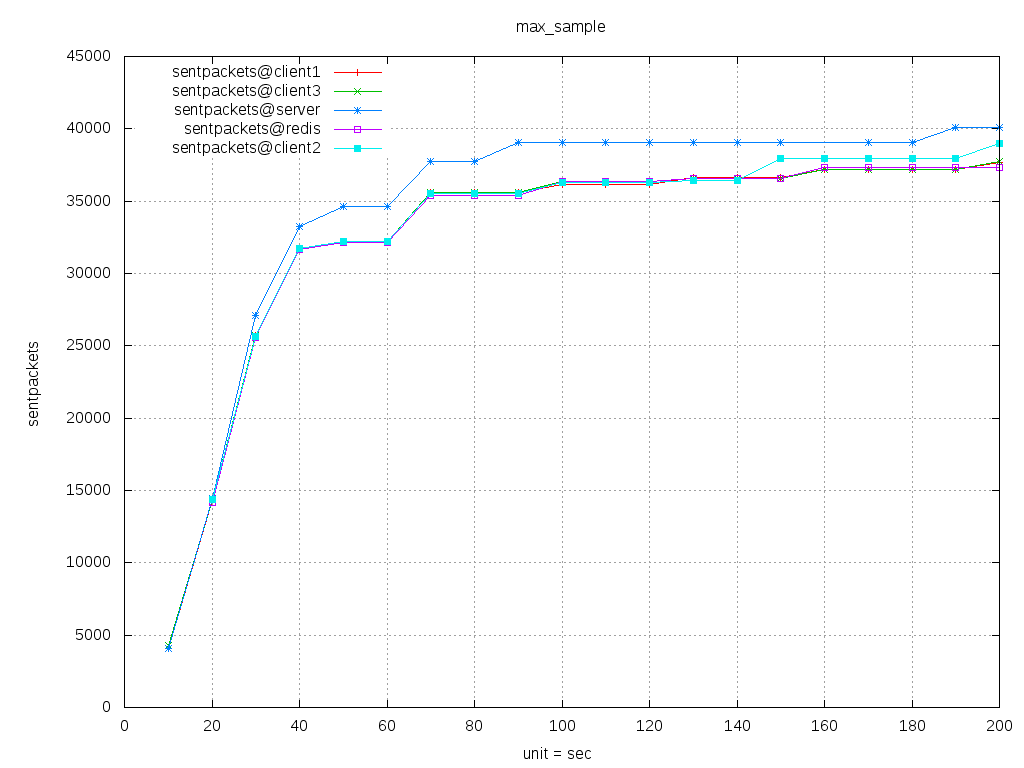 max_sample
45000
40000
35000
30000
25000
20000
15000
10000
5000
0
sentpackets@client1
sentpackets@client3
sentpackets@server
sentpackets@redis
sentpackets@client2
sentpackets
0 20 40 60 80 100 120 140 160 180 200
unit = sec